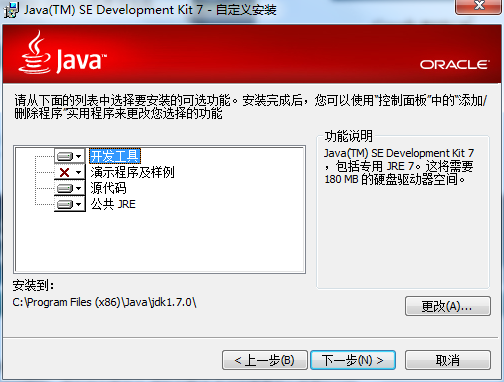 Java(TM) SE Development Kit 7 - 自定义安装
Java™
ORACLE
请从下面的列表中选择要安装的可选功能。安装完成后，您可以使用“控制面板”中的“添加/
删除程序”实用程序来更改您选择的功能
开发工具
演示程序及样例
源代码
公共 JRE
功能说明
Java(TM) SE Development Kit 7
，包括专用 JRE 7。这将需要
180 MB 的硬盘驱动器空间。
安装到:
C:\Program Files (x86)\Java\jdk1.7.0\
更改(A)...
< 上一步(B)
下一步(N) >
取消